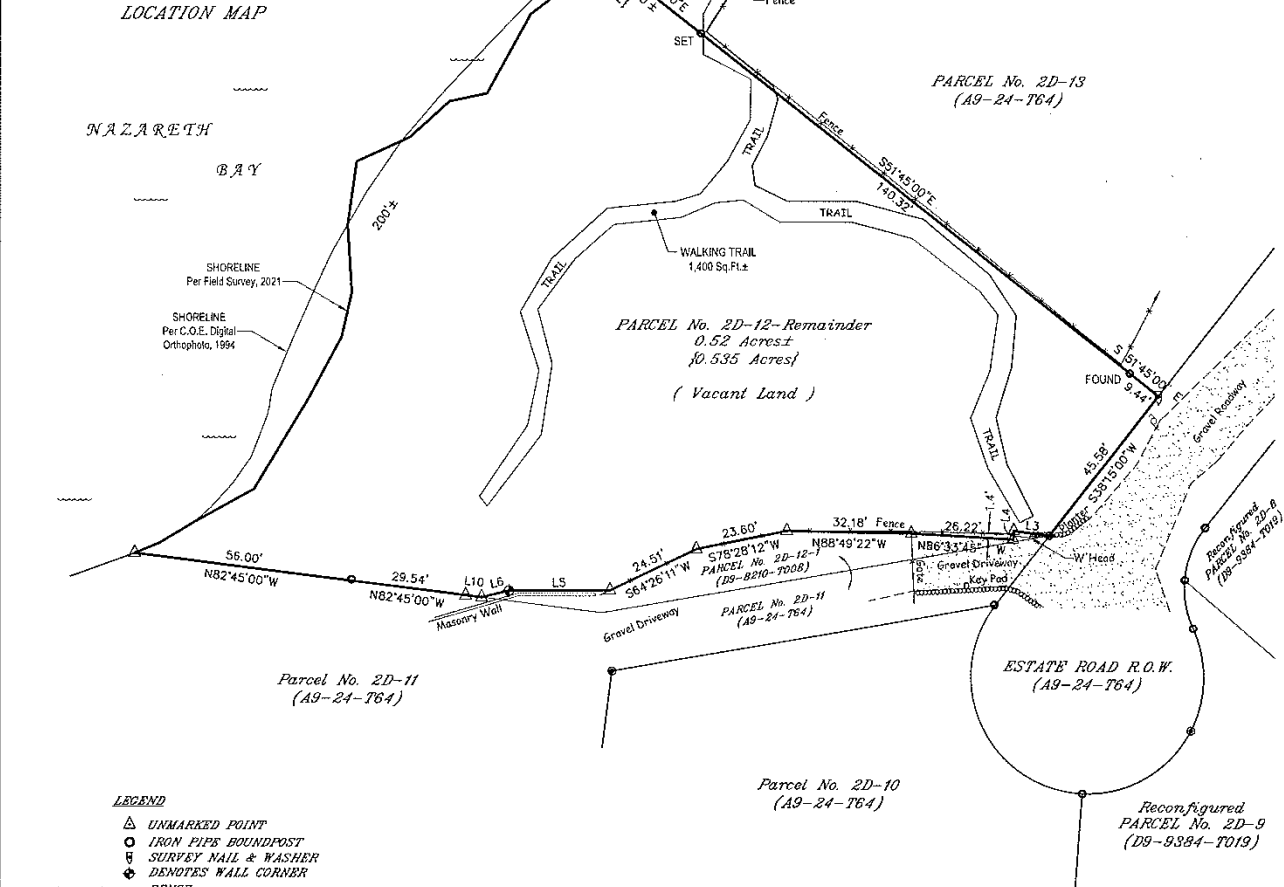 LOCATION MAP
Fence
SET
PARCEL No. 2D-13
(A9-24-T64)
NAZARETH
BAY
Fence
S51°45'00"E
140.32'
TRAIL
TRAIL
TRAIL
TRAIL
200'±
WALKING TRAIL
1,400 Sq.Ft.±
SHORELINE
Per Field Survey, 2021
SHORELINE
Per C.O.E. Digital
Orthophoto, 1994
PARCEL No. 2D-12-Remainder
0.52 Acres±
{0.535 Acres}
( Vacant Land )
FOUND
S 51°45'00" E
9.44'
Gravel Roadway
45.58'
S38°15'00"W
56.00'
N82°45'00"W
29.54'
N82°45'00"W
L10
L6
L5
24.51'
S64°26'11"W
23.60'
S78°28'12"W
32.18'
Fence
N88°49'22"W
26.22'
N86°33'45" W
1.4'
L4
L3
Planter
W Head
Gravel Driveway
Key Pad
Gate
PARCEL No. 2D-12-1
(D9-8210-T008)
PARCEL No. 2D-11
(A9-24-T64)
Masonry Wall
Gravel Driveway
Reconfigured
PARCEL No. 2D-8
(D9-9384-T019)
Parcel No. 2D-11
(A9-24-T64)
ESTATE ROAD R.O.W.
(A9-24-T64)
Parcel No. 2D-10
(A9-24-T64)
Reconfigured
PARCEL No. 2D-9
(D9-9384-T019)
LEGEND
UNMARKED POINT
IRON PIPE BOUNDPOST
SURVEY NAIL & WASHER
DENOTES WALL CORNER